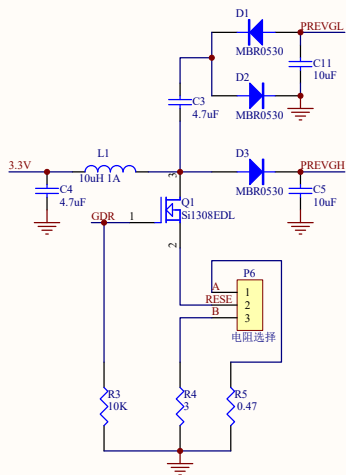 D1
PREVGL
MBR0530
C11
10uF
D2
MBR0530
C3
4.7uF
L1
3.3V
10uH 1A
3
D3
PREVGH
MBR0530
C4
4.7uF
C5
10uF
Q1
Si1308EDL
GDR
1
2
P6
A
1
RESE
2
B
3
电阻选择
R3
10K
R4
3
R5
0.47